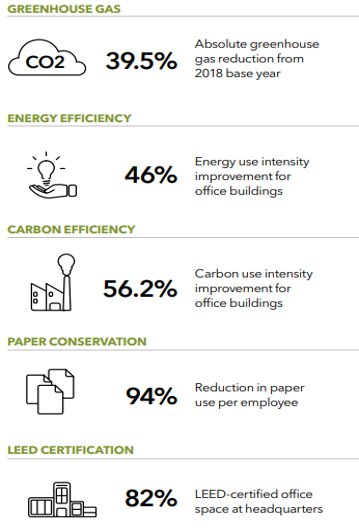 GREENHOUSE GAS
CO2
39.5%
Absolute greenhouse
gas reduction from
2018 base year
ENERGY EFFICIENCY
46%
Energy use intensity
improvement for
office buildings
CARBON EFFICIENCY
56.2%
Carbon use intensity
improvement for
office buildings
PAPER CONSERVATION
94%
Reduction in paper
use per employee
LEED CERTIFICATION
82%
LEED-certified office
space at headquarters